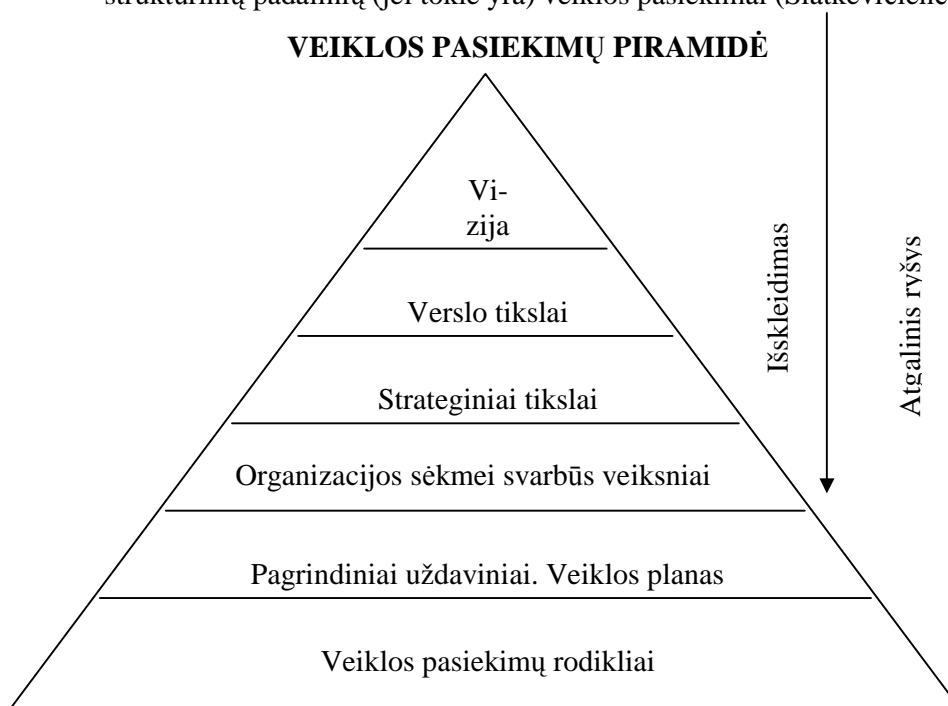 struktūrinių padalinių (jei tokie yra) veiklos pasiekimai
VEIKLOS PASIEKIMŲ PIRAMIDĖ
Vi-
zija
Verslo tikslai
Strateginiai tikslai
Organizacijos sėkmei svarbūs veiksniai
Pagrindiniai uždaviniai. Veiklos planas
Veiklos pasiekimų rodikliai
Išskleidimas
Atgalinis ryšys